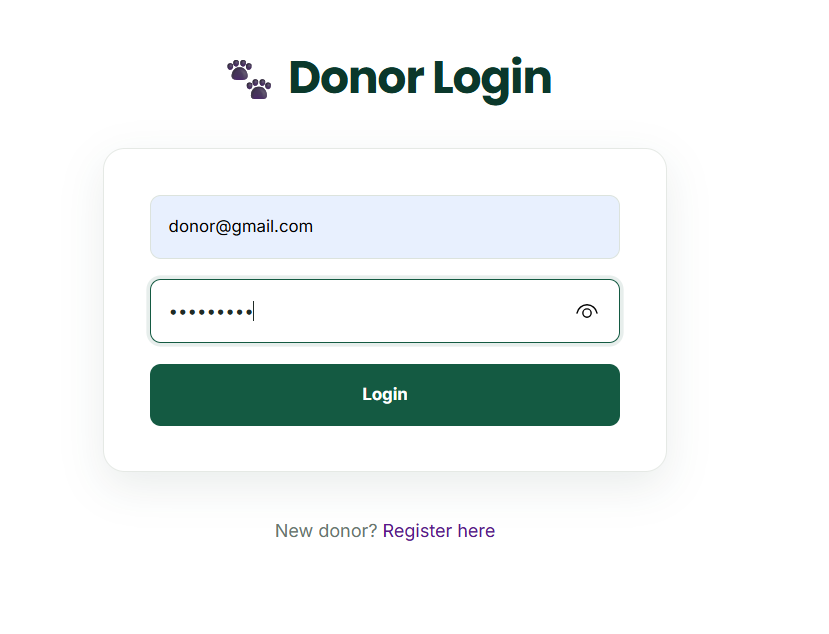 🐾 Donor Login
donor@gmail.com
•••••••••
Login
New donor? Register here